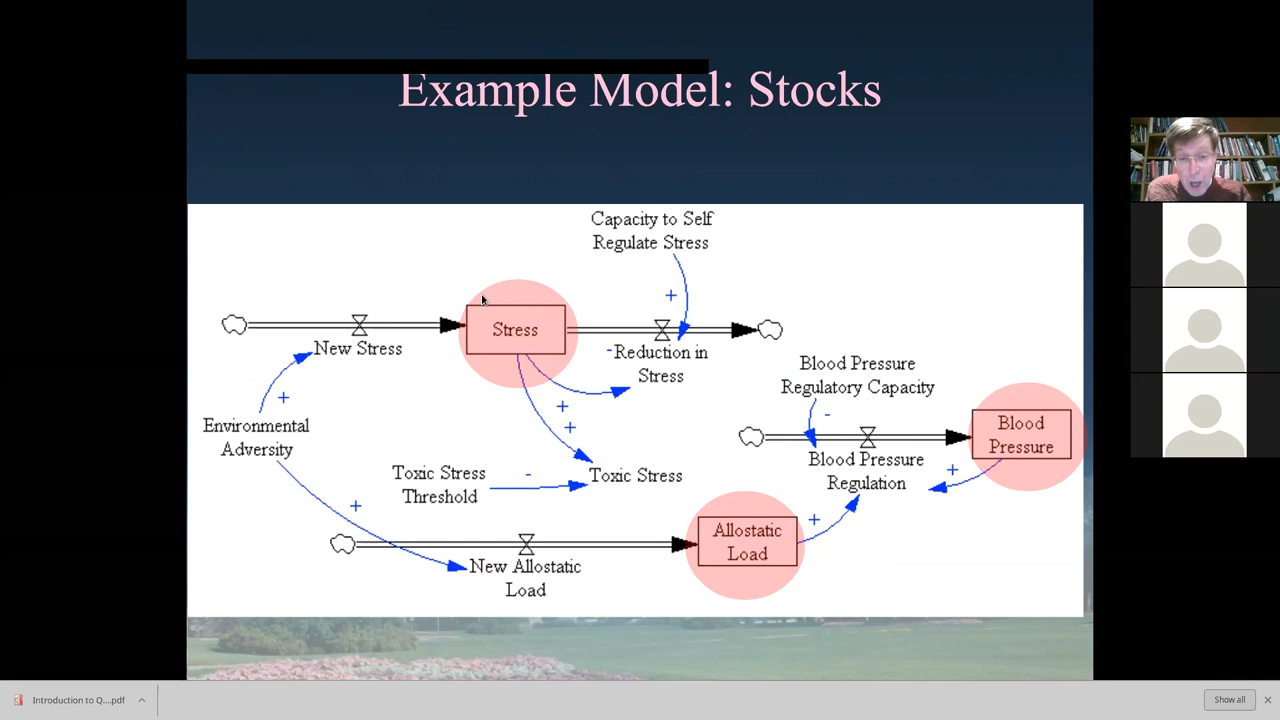 Example Model: Stocks
Capacity to Self
Regulate Stress
+
Stress
New Stress
-
Reduction in
Stress
+
Blood Pressure
Regulatory Capacity
-
Environmental
Adversity
+
+
Blood
Pressure
Blood Pressure
Regulation
+
Toxic Stress
Threshold
-
Toxic Stress
+
Allostatic
Load
+
New Allostatic
Load
Introduction to Q....pdf
Show all